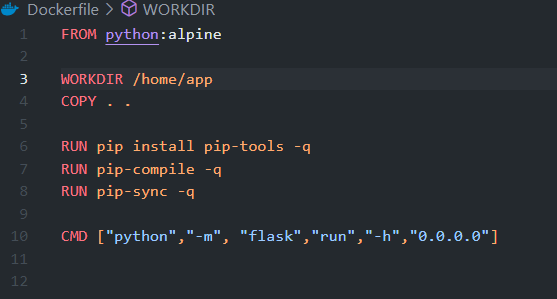 Dockerfile > WORKDIR
1 FROM python:alpine
2
3 WORKDIR /home/app
4 COPY . .
5
6 RUN pip install pip-tools -q
7 RUN pip-compile -q
8 RUN pip-sync -q
9
10 CMD ["python","-m", "flask","run","-h","0.0.0.0"]
11
12